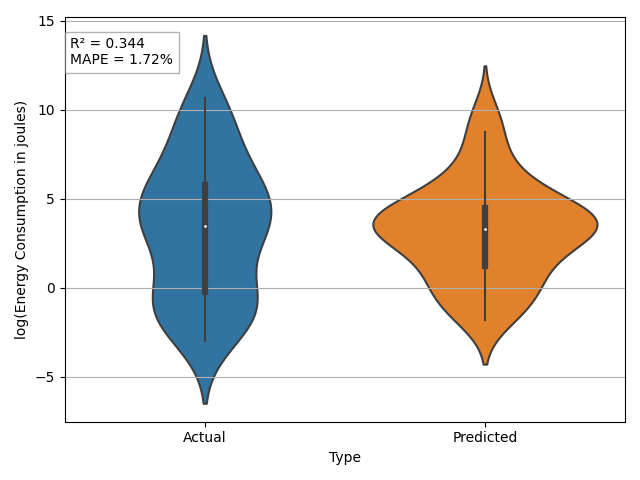 R² = 0.344
MAPE = 1.72%
15
10
5
0
−5
log(Energy Consumption in joules)
Actual
Predicted
Type